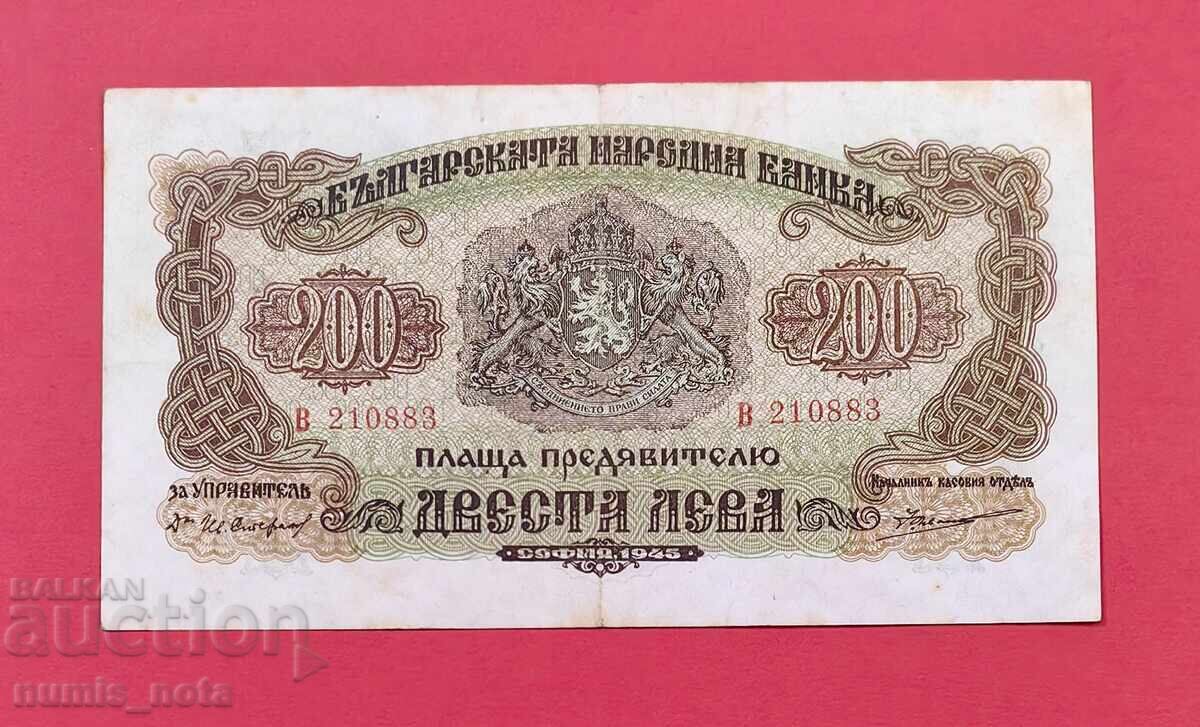 БЪЛГАРСКАТА НАРОДНА БАНКА
200 200
СЪЕДИНЕНИЕТО ПРАВИ СИЛАТА
В 210883 В 210883
ПЛАЩА ПРЕДЯВИТЕЛЮ
ЗА УПРАВИТЕЛЬ НАЧАЛНИКЪ КАСОВИЯ ОТДѢЛЪ
ДВЕСТА ЛЕВА
СОФИЯ, 1945
BALKAN
auction
numis_nota